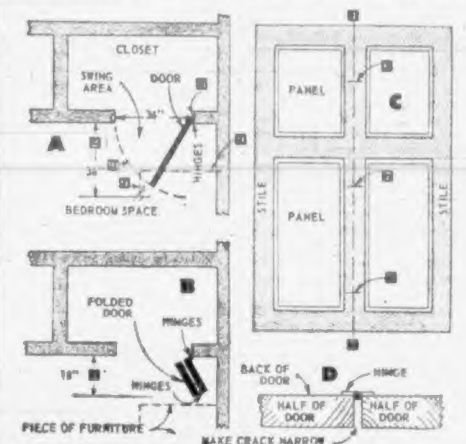 CLOSET
SWING
AREA
DOOR
36"
HINGES
A
36"
BEDROOM SPACE
B
FOLDED
DOOR
HINGES
18"
HINGES
PIECE OF FURNITURE
PANEL
C
STILE
STILE
PANEL
D
BACK OF
DOOR
HINGE
HALF OF
DOOR
HALF OF
DOOR
MAKE CRACK NARROW